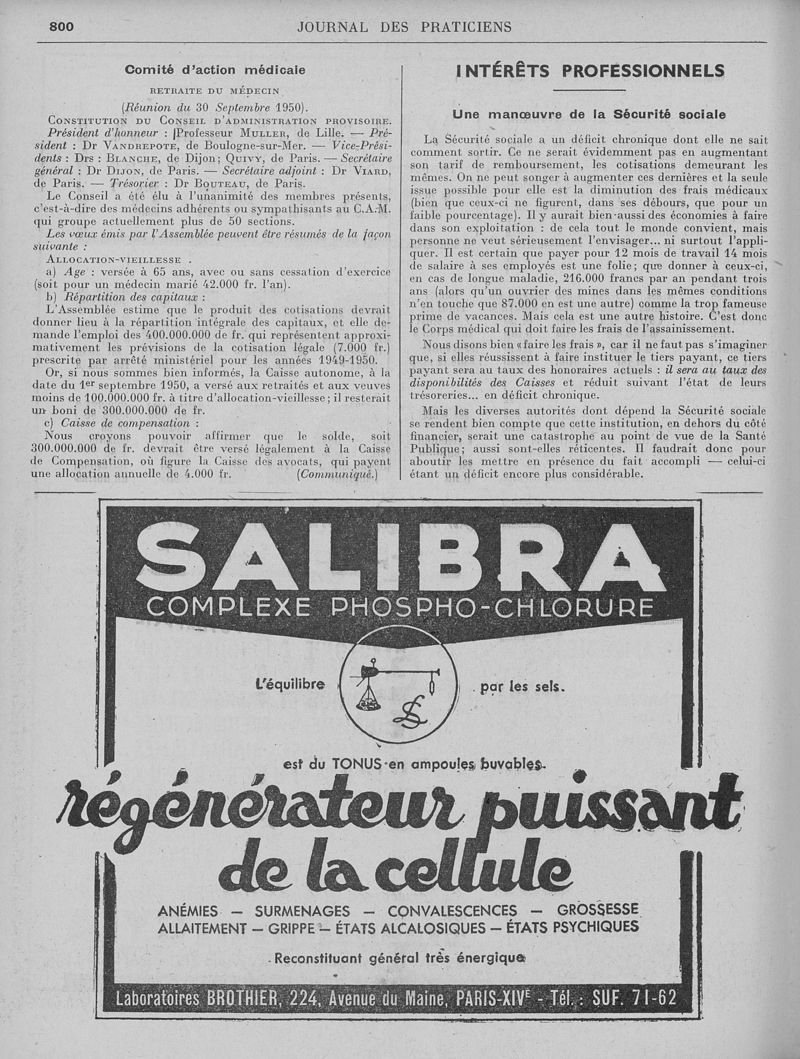 800
JOURNAL DES PRATICIENS
Comité d'action médicale
RETRAITE DU MÉDECIN
(Réunion du 30 Septembre 1950).
CONSTITUTION DU CONSEIL D'ADMINISTRATION PROVISOIRE.
Président d'honneur : Professeur MULLER, de Lille. — Pré-
sident : Dr VANDREPOTE, de Boulogne-sur-Mer. — Vice-Prési-
dents : Drs : BLANCHE, de Dijon; QUIVY, de Paris. — Secrétaire
général : Dr DIJON, de Paris. — Secrétaire adjoint : Dr VIARD,
de Paris. — Trésorier : Dr BOUTEAU, de Paris.
Le Conseil a été élu à l'unanimité des membres présents,
c'est-à-dire des médecins adhérents ou sympathisants au C.A.M.
qui groupe actuellement plus de 50 sections.
Les vœux émis par l'Assemblée peuvent être résumés de la façon
suivante :
ALLOCATION-VIEILLESSE .
a) Age : versée à 65 ans, avec ou sans cessation d'exercice
(soit pour un médecin marié 42.000 fr. l'an).
b) Répartition des capitaux :
L'Assemblée estime que le produit des cotisations devrait
donner lieu à la répartition intégrale des capitaux, et elle de-
mande l'emploi des 400.000.000 de fr. qui représentent approxi-
mativement les prévisions de la cotisation légale (7.000 fr.)
prescrite par arrêté ministériel pour les années 1949-1950.
Or, si nous sommes bien informés, la Caisse autonome, à la
date du 1er septembre 1950, a versé aux retraités et aux veuves
moins de 100.000.000 fr. à titre d'allocation-vieillesse ; il resterait
un boni de 300.000.000 de fr.
c) Caisse de compensation :
Nous croyons pouvoir affirmer que le solde, soit
300.000.000 de fr. devrait être versé légalement à la Caisse
de Compensation, où figure la Caisse des avocats, qui payent
une allocation annuelle de 4.000 fr. (Communiqué.)
INTÉRÊTS PROFESSIONNELS
Une manœuvre de la Sécurité sociale
La Sécurité sociale a un déficit chronique dont elle ne sait
comment sortir. Ce ne serait évidemment pas en augmentant
son tarif de remboursement, les cotisations demeurant les
mêmes. On ne peut songer à augmenter ces dernières et la seule
issue possible pour elle est la diminution des frais médicaux
(bien que ceux-ci ne figurent, dans ses débours, que pour un
faible pourcentage). Il y aurait bien aussi des économies à faire
dans son exploitation : de cela tout le monde convient, mais
personne ne veut sérieusement l'envisager... ni surtout l'appli-
quer. Il est certain que payer pour 12 mois de travail 14 mois
de salaire à ses employés est une folie; que donner à ceux-ci,
en cas de longue maladie, 216.000 francs par an pendant trois
ans (alors qu'un ouvrier des mines dans les mêmes conditions
n'en touche que 87.000 en est une autre) comme la trop fameuse
prime de vacances. Mais cela est une autre histoire. C'est donc
le Corps médical qui doit faire les frais de l'assainissement.
Nous disons bien « faire les frais », car il ne faut pas s'imaginer
que, si elles réussissent à faire instituer le tiers payant, ce tiers
payant sera au taux des honoraires actuels : il sera au taux des
disponibilités des Caisses et réduit suivant l'état de leurs
trésoreries... en déficit chronique.
Mais les diverses autorités dont dépend la Sécurité sociale
se rendent bien compte que cette institution, en dehors du côté
financier, serait une catastrophe au point de vue de la Santé
Publique; aussi sont-elles réticentes. Il faudrait donc pour
aboutir les mettre en présence du fait accompli — celui-ci
étant un déficit encore plus considérable.
SALIBRA
COMPLEXE PHOSPHO-CHLORURE
L'équilibre par les sels.
est du TONUS en ampoules buvables.
régénérateur puissant
de la cellule
ANÉMIES — SURMENAGES — CONVALESCENCES — GROSSESSE
ALLAITEMENT — GRIPPE — ÉTATS ALCALOSIQUES — ÉTATS PSYCHIQUES
Reconstituant général très énergique
Laboratoires BROTHIER, 224, Avenue du Maine, PARIS-XIVE - Tél. : SUF. 71-62